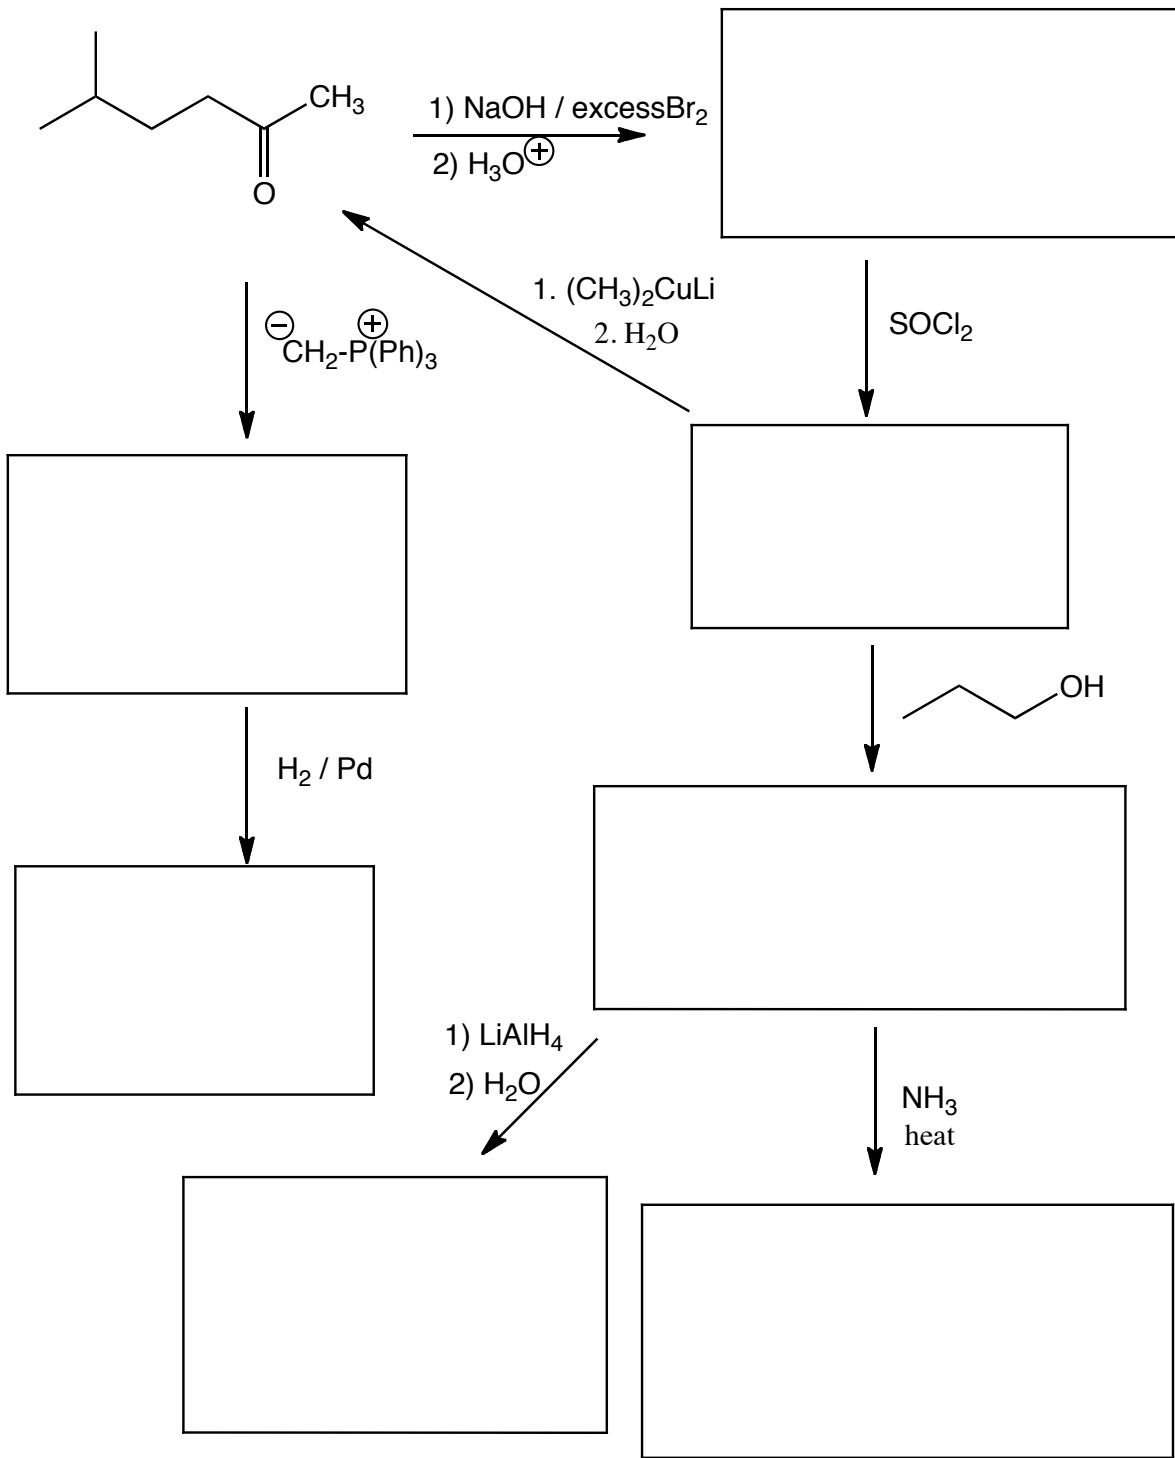 CH₃
O
1) NaOH / excessBr₂
2) H₃O⊕
1. (CH₃)₂CuLi
2. H₂O
SOCl₂
⊖ ⊕
CH₂-P(Ph)₃
OH
H₂ / Pd
1) LiAlH₄
2) H₂O
NH₃
heat